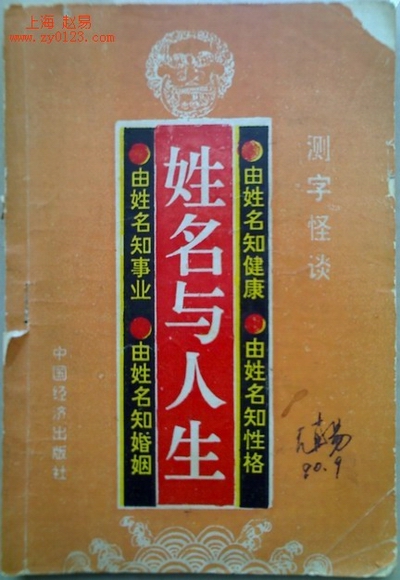 上海 赵易
www.zy0123.com
测字怪谈
由姓名知健康
由姓名知性格
姓名与人生
由姓名知事业
由姓名知婚姻
中国经济出版社
90.9